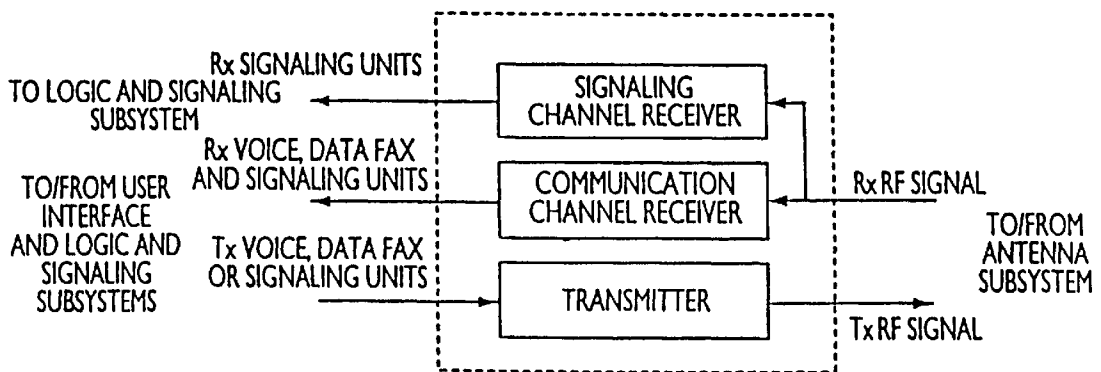 Rx SIGNALING UNITS
TO LOGIC AND SIGNALING
SUBSYSTEM
Rx VOICE, DATA FAX
AND SIGNALING UNITS
TO/FROM USER
INTERFACE
AND LOGIC AND
SIGNALING
SUBSYSTEMS
Tx VOICE, DATA FAX
OR SIGNALING UNITS
SIGNALING
CHANNEL RECEIVER
COMMUNICATION
CHANNEL RECEIVER
TRANSMITTER
Rx RF SIGNAL
TO/FROM
ANTENNA
SUBSYSTEM
Tx RF SIGNAL